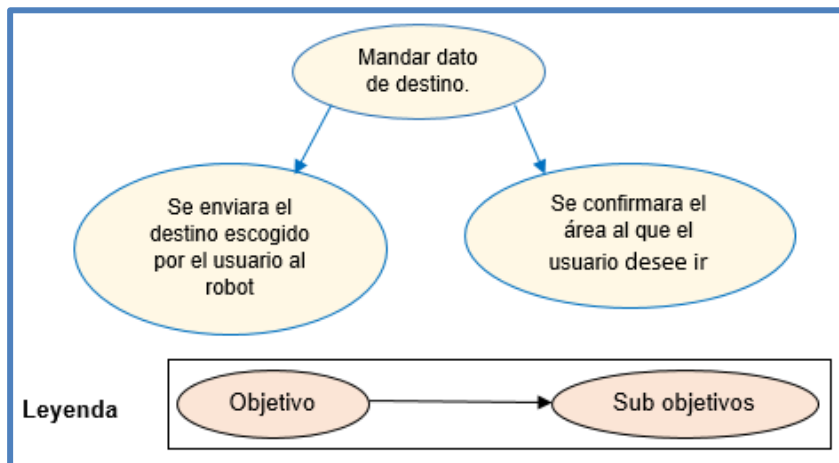 Mandar dato
de destino.
Se enviara el
destino escogido
por el usuario al
robot
Se confirmara el
área al que el
usuario desee ir
Leyenda
Objetivo
Sub objetivos